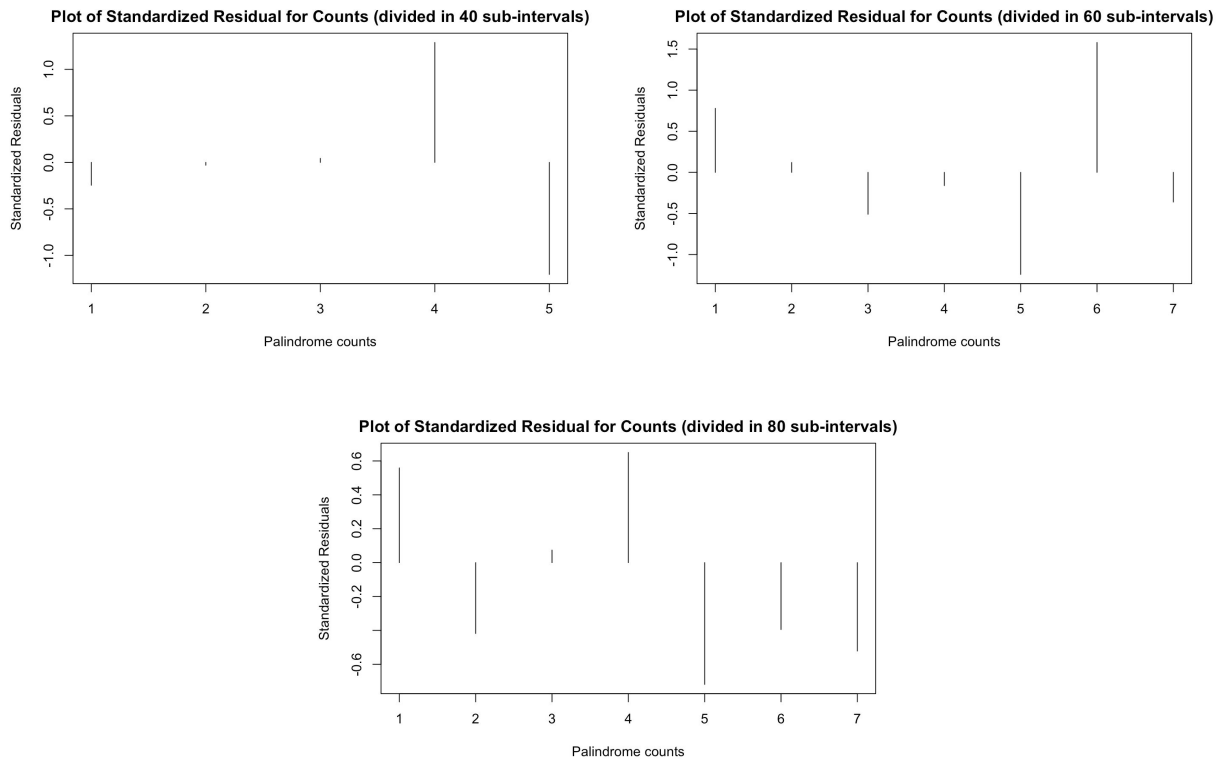 Plot of Standardized Residual for Counts (divided in 40 sub-intervals)
Standardized Residuals
1.0
0.5
0.0
-0.5
-1.0
1 2 3 4 5
Palindrome counts
Plot of Standardized Residual for Counts (divided in 60 sub-intervals)
Standardized Residuals
1.5
1.0
0.5
0.0
-0.5
-1.0
1 2 3 4 5 6 7
Palindrome counts
Plot of Standardized Residual for Counts (divided in 80 sub-intervals)
Standardized Residuals
0.6
0.4
0.2
0.0
-0.2
-0.6
1 2 3 4 5 6 7
Palindrome counts